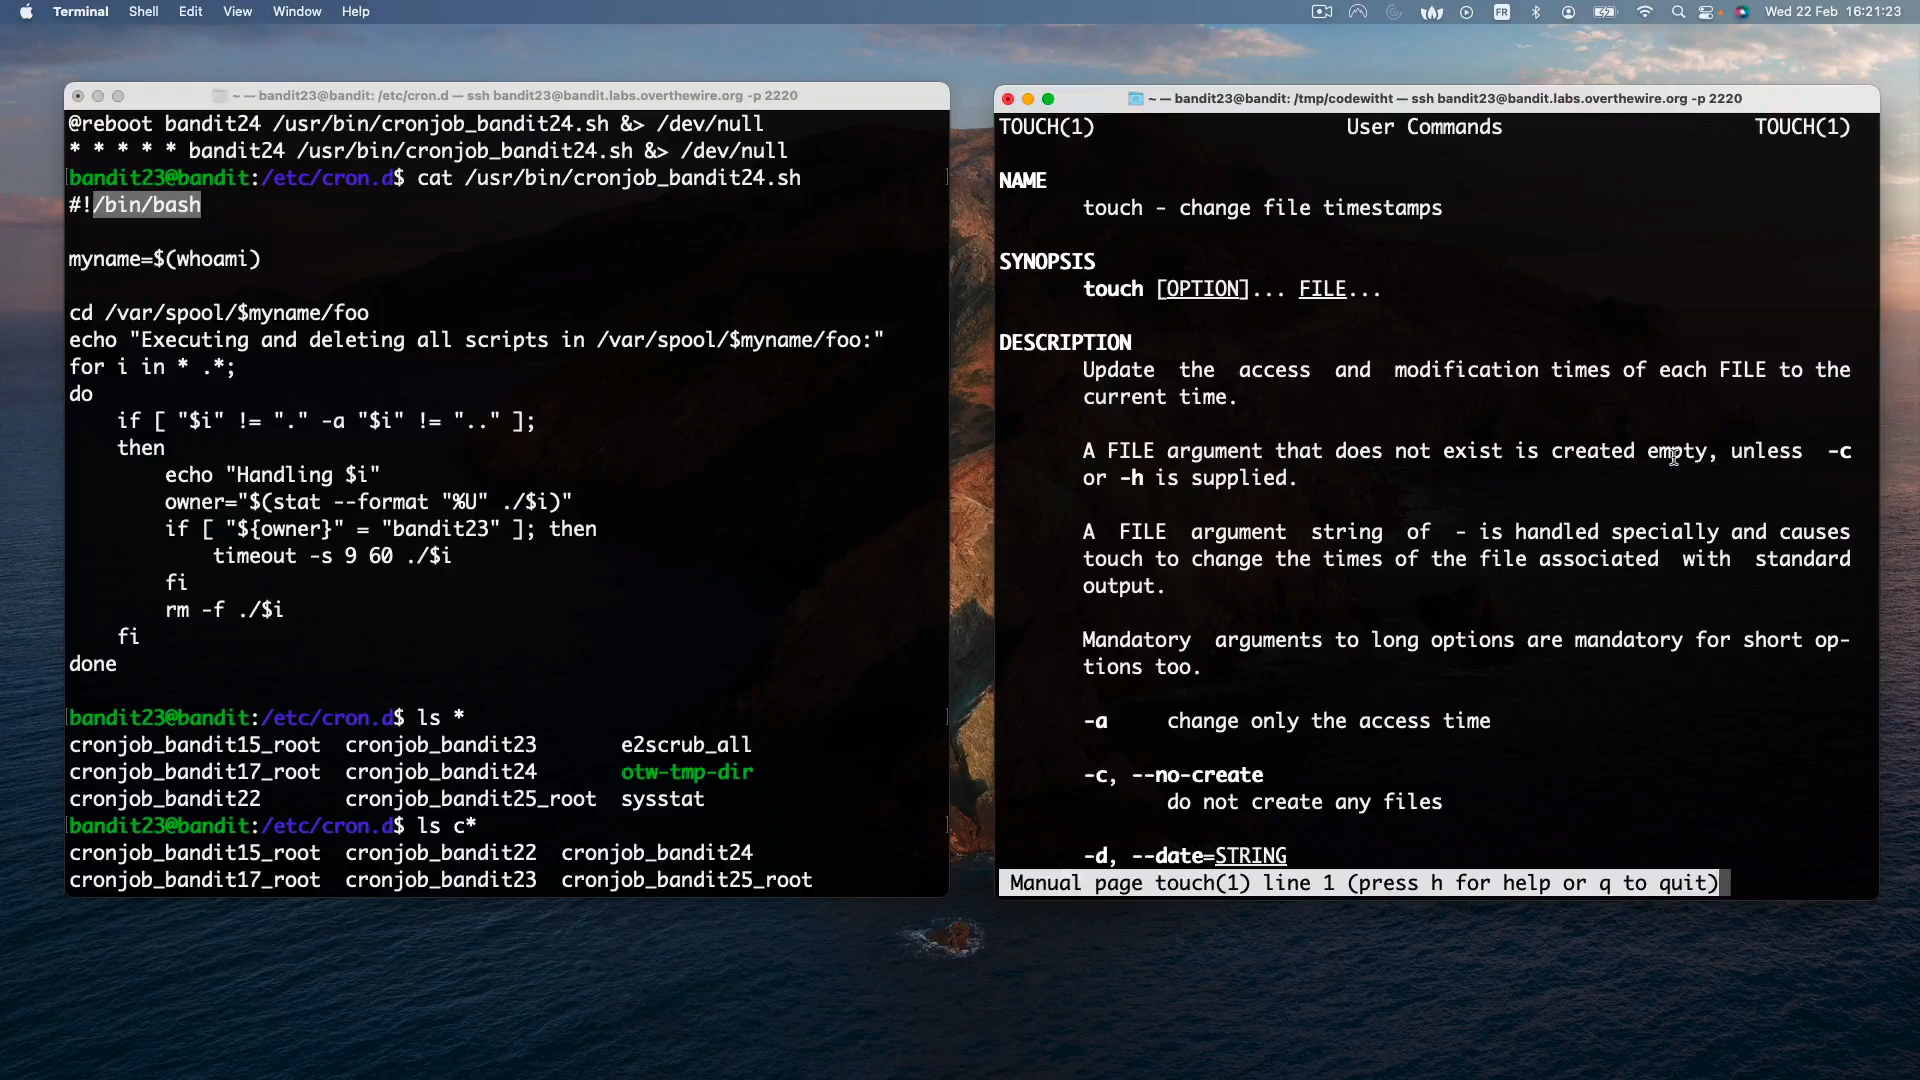 Terminal Shell Edit View Window Help
FR
Wed 22 Feb 16:21:23
~ — bandit23@bandit: /etc/cron.d — ssh bandit23@bandit.labs.overthewire.org -p 2220
@reboot bandit24 /usr/bin/cronjob_bandit24.sh &> /dev/null
* * * * * bandit24 /usr/bin/cronjob_bandit24.sh &> /dev/null
bandit23@bandit:/etc/cron.d$ cat /usr/bin/cronjob_bandit24.sh
#!/bin/bash
myname=$(whoami)
cd /var/spool/$myname/foo
echo "Executing and deleting all scripts in /var/spool/$myname/foo:"
for i in * .*;
do
    if [ "$i" != "." -a "$i" != ".." ];
    then
        echo "Handling $i"
        owner="$(stat --format "%U" ./$i)"
        if [ "${owner}" = "bandit23" ]; then
            timeout -s 9 60 ./$i
        fi
        rm -f ./$i
    fi
done
bandit23@bandit:/etc/cron.d$ ls *
cronjob_bandit15_root  cronjob_bandit23       e2scrub_all
cronjob_bandit17_root  cronjob_bandit24       otw-tmp-dir
cronjob_bandit22       cronjob_bandit25_root  sysstat
bandit23@bandit:/etc/cron.d$ ls c*
cronjob_bandit15_root  cronjob_bandit22  cronjob_bandit24
cronjob_bandit17_root  cronjob_bandit23  cronjob_bandit25_root
~ — bandit23@bandit: /tmp/codewitht — ssh bandit23@bandit.labs.overthewire.org -p 2220
TOUCH(1) User Commands TOUCH(1)
NAME
touch - change file timestamps
SYNOPSIS
touch [OPTION]... FILE...
DESCRIPTION
Update the access and modification times of each FILE to the
current time.
A FILE argument that does not exist is created empty, unless -c
or -h is supplied.
A FILE argument string of - is handled specially and causes
touch to change the times of the file associated with standard
output.
Mandatory arguments to long options are mandatory for short op-
tions too.
-a change only the access time
-c, --no-create
do not create any files
-d, --date=STRING
Manual page touch(1) line 1 (press h for help or q to quit)